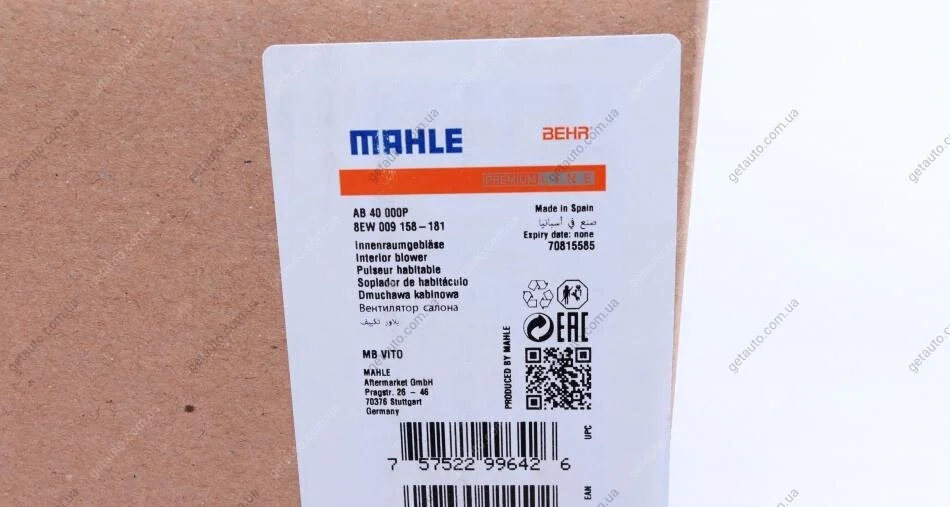 MAHLE
BEHR
PREMIUM LINE
AB 40 000P
8EW 009 158-181
Innenraumgebläse
Interior blower
Pulseur habitable
Soplador de habitáculo
Dmuchawa kabinowa
Вентилятор салона
بلاور تكييف
Made in Spain
صنع في أسبانيا
Expiry date: none
70815585
EAC
PRODUCED BY MAHLE
MB VITO
MAHLE
Aftermarket GmbH
Pragstr. 26 - 46
70376 Stuttgart
Germany
UPC
7 57522 99642 6
EAN
getauto.com.ua